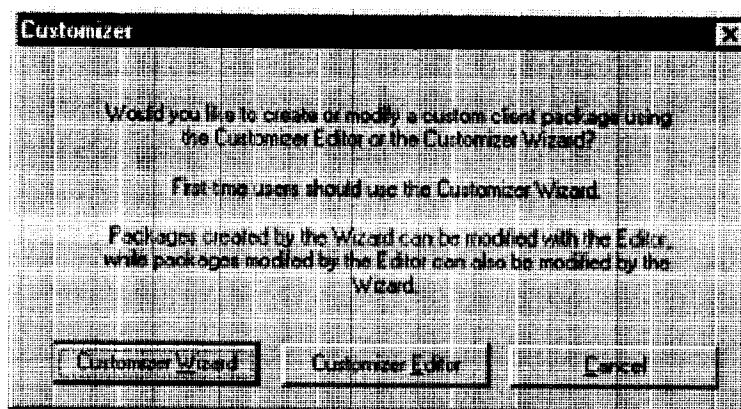 Customizer
Would you like to create or modify a custom client package using
the Customizer Editor or the Customizer Wizard?
First time users should use the Customizer Wizard.
Packages created by the Wizard can be modified with the Editor,
while packages modified by the Editor can also be modified by the
Wizard.
Customizer Wizard Customizer Editor Cancel